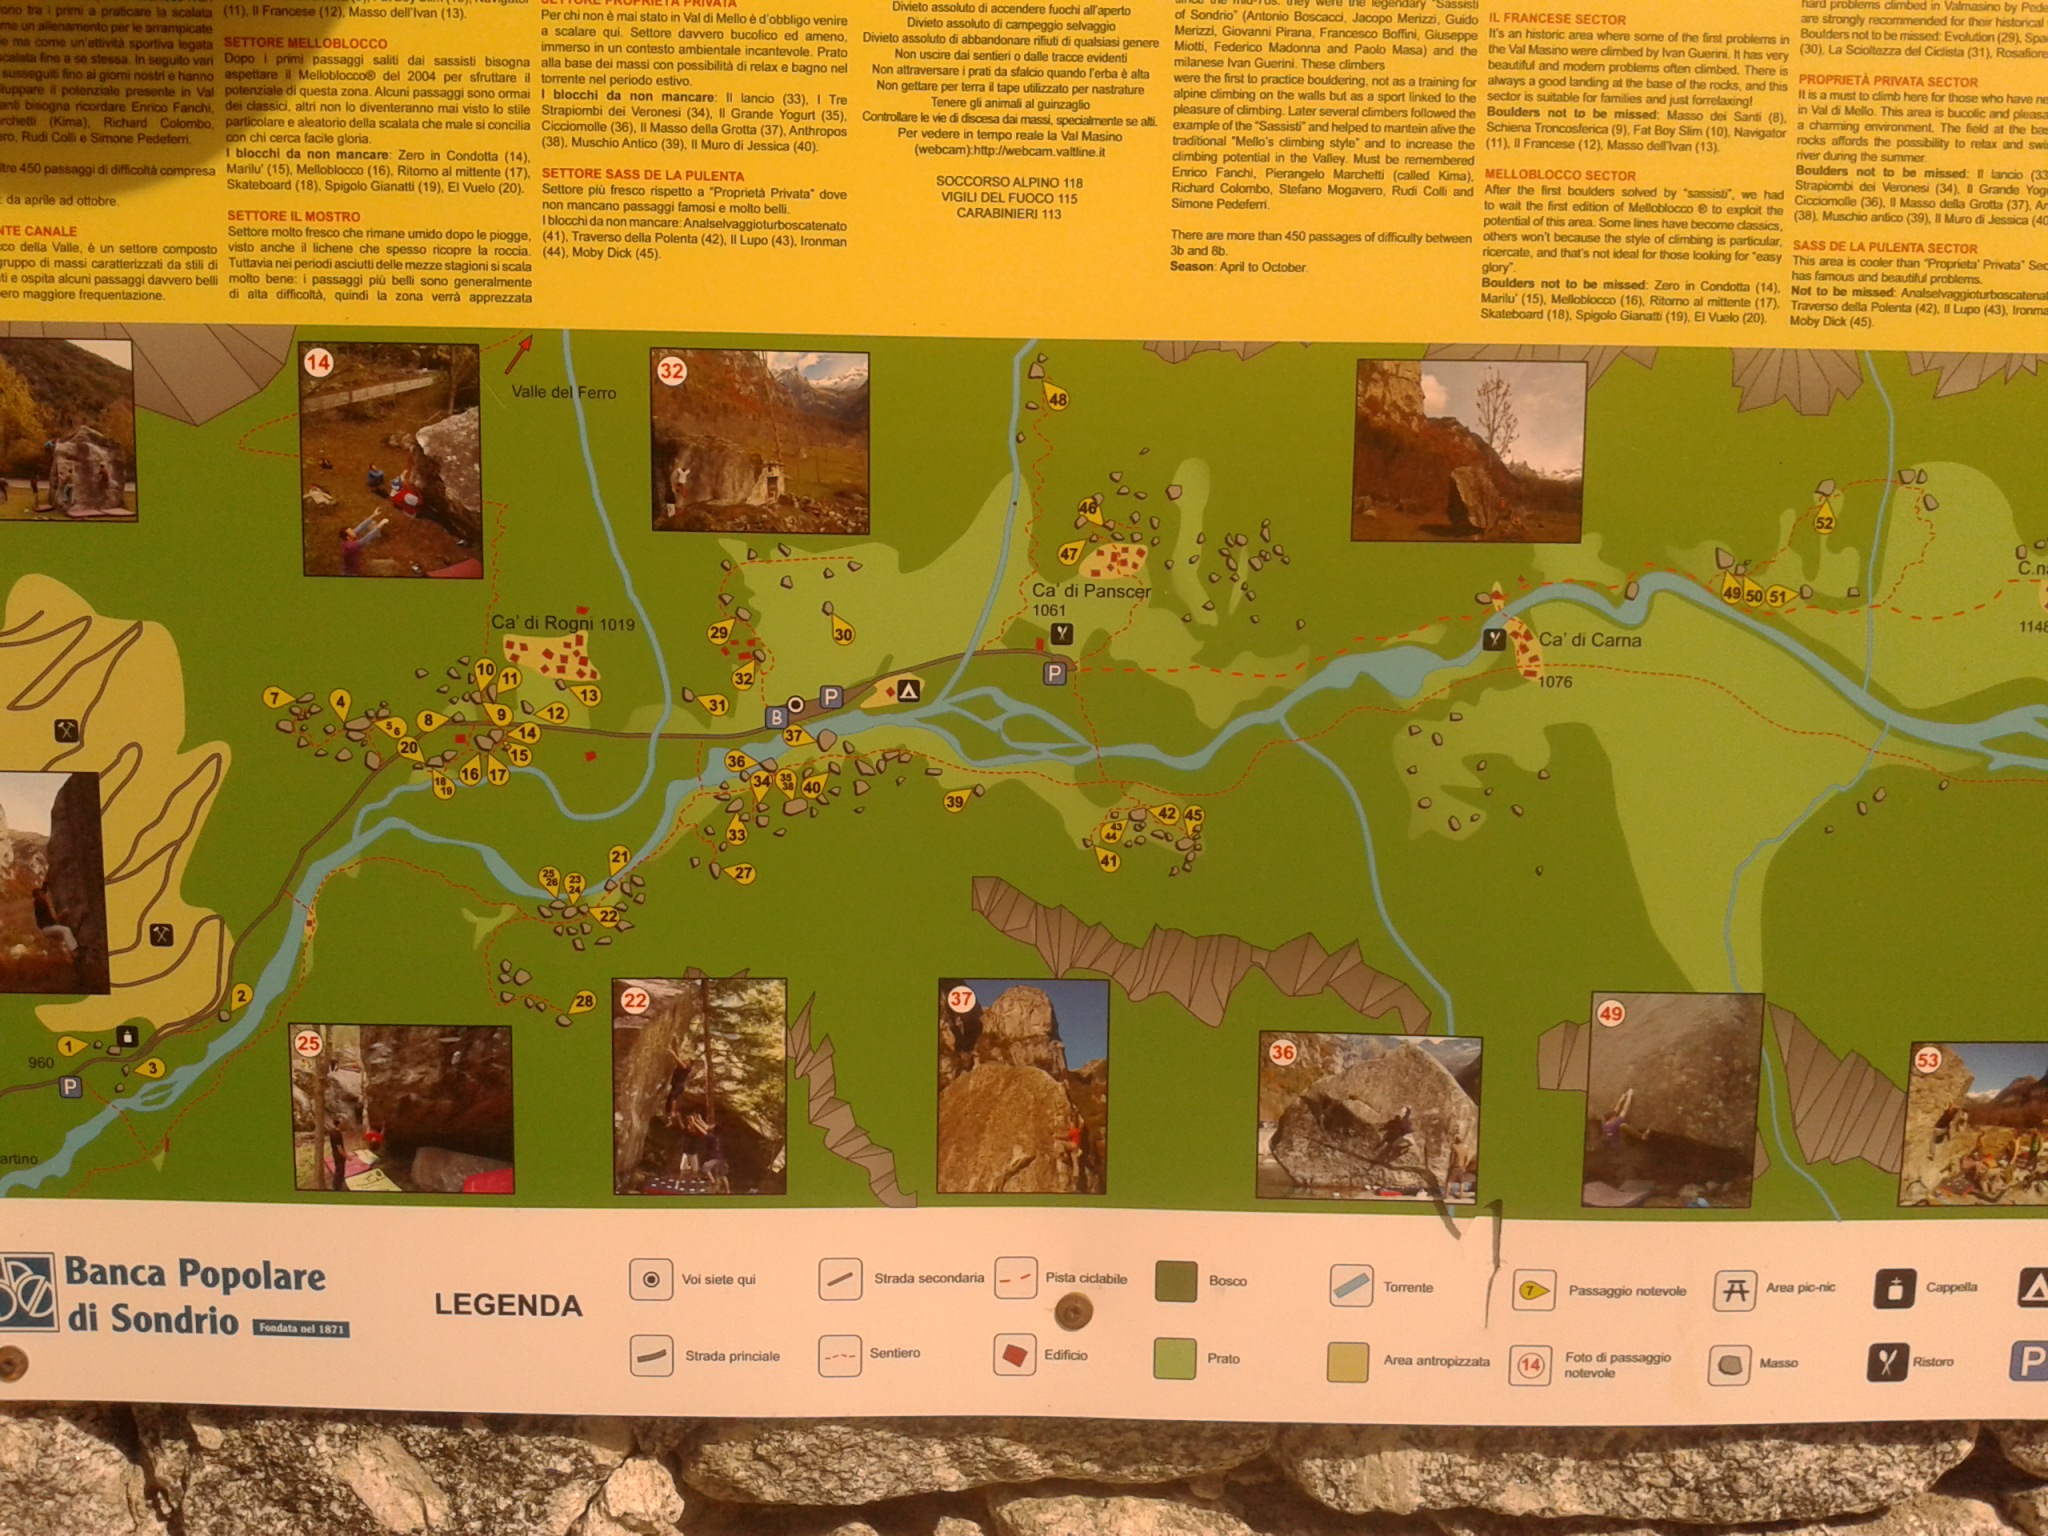 tra i primi a praticare la scalata
me un allenamento per le arrampicate
ma come un'attività sportiva legata
scalata fine a se stessa. In seguito vari
susseguiti fino ai giorni nostri e hanno
iluppare il potenziale presente in Val
anti bisogna ricordare Enrico Fanchi,
(Kima), Richard Colombo,
ero, Rudi Colli e Simone Pedeferri.
ltre 450 passaggi di difficoltà compresa
: da aprile ad ottobre.
NTE CANALE
co della Valle, è un settore composto
gruppo di massi caratterizzati da stili di
ti e ospita alcuni passaggi davvero belli
ero maggiore frequentazione.
(11), Il Francese (12), Masso dell'Ivan (13).
SETTORE MELLOBLOCCO
Dopo i primi passaggi saliti dai sassisti bisogna
aspettare il Melloblocco® del 2004 per sfruttare il
potenziale di questa zona. Alcuni passaggi sono ormai
dei classici, altri non lo diventeranno mai visto lo stile
particolare e aleatorio della scalata che male si concilia
con chi cerca facile gloria.
I blocchi da non mancare: Zero in Condotta (14),
Marilu' (15), Melloblocco (16), Ritorno al mittente (17),
Skateboard (18), Spigolo Gianatti (19), El Vuelo (20).
SETTORE IL MOSTRO
Settore molto fresco che rimane umido dopo le piogge,
visto anche il lichene che spesso ricopre la roccia.
Tuttavia nei periodi asciutti delle mezze stagioni si scala
molto bene: i passaggi più belli sono generalmente
di alta difficoltà, quindi la zona verrà apprezzata
SETTORE PROPRIETÀ PRIVATA
Per chi non è mai stato in Val di Mello è d'obbligo venire
a scalare qui. Settore davvero bucolico ed ameno,
immerso in un contesto ambientale incantevole. Prato
alla base dei massi con possibilità di relax e bagno nel
torrente nel periodo estivo.
I blocchi da non mancare: Il lancio (33), I Tre
Strapiombi dei Veronesi (34), Il Grande Yogurt (35),
Cicciomolle (36), Il Masso della Grotta (37), Anthropos
(38), Muschio Antico (39), Il Muro di Jessica (40).
SETTORE SASS DE LA PULENTA
Settore più fresco rispetto a "Proprietà Privata" dove
non mancano passaggi famosi e molto belli.
I blocchi da non mancare: Analselvaggioturboscatenato
(41), Traverso della Polenta (42), Il Lupo (43), Ironman
(44), Moby Dick (45).
Divieto assoluto di accendere fuochi all'aperto
Divieto assoluto di campeggio selvaggio
Divieto assoluto di abbandonare rifiuti di qualsiasi genere
Non uscire dai sentieri o dalle tracce evidenti
Non attraversare i prati da sfalcio quando l'erba è alta
Non gettare per terra il tape utilizzato per nastrature
Tenere gli animali al guinzaglio
Controllare le vie di discesa dai massi, specialmente se alti.
Per vedere in tempo reale la Val Masino
(webcam):http://webcam.valtline.it
SOCCORSO ALPINO 118
VIGILI DEL FUOCO 115
CARABINIERI 113
since the mid-70s: they were the legendary "Sassisti
of Sondrio" (Antonio Boscacci, Jacopo Merizzi, Guido
Merizzi, Giovanni Pirana, Francesco Boffini, Giuseppe
Miotti, Federico Madonna and Paolo Masa) and the
milanese Ivan Guerini. These climbers
were the first to practice bouldering, not as a training for
alpine climbing on the walls but as a sport linked to the
pleasure of climbing. Later several climbers followed the
example of the "Sassisti" and helped to mantein alive the
traditional "Mello's climbing style" and to increase the
climbing potential in the Valley. Must be remembered
Enrico Fanchi, Pierangelo Marchetti (called Kima),
Richard Colombo, Stefano Mogavero, Rudi Colli and
Simone Pedeferri.
There are more than 450 passages of difficulty between
3b and 8b.
Season: April to October.
IL FRANCESE SECTOR
It's an historic area where some of the first problems in
the Val Masino were climbed by Ivan Guerini. It has very
beautiful and modern problems often climbed. There is
always a good landing at the base of the rocks, and this
sector is suitable for families and just forrelaxing!
Boulders not to be missed: Masso dei Santi (8),
Schiena Troncosferica (9), Fat Boy Slim (10), Navigator
(11), Il Francese (12), Masso dell'Ivan (13).
MELLOBLOCCO SECTOR
After the first boulders solved by "sassisti", we had
to wait the first edition of Melloblocco ® to exploit the
potential of this area. Some lines have become classics,
others won't because the style of climbing is particular,
ricercate, and that's not ideal for those looking for "easy
glory".
Boulders not to be missed: Zero in Condotta (14),
Marilu' (15), Melloblocco (16), Ritorno al mittente (17),
Skateboard (18), Spigolo Gianatti (19), El Vuelo (20).
hard problems climbed in Valmasino by Pede
are strongly recommended for their historical
Boulders not to be missed: Evolution (29), Spa
(30), La Scioltezza del Ciclista (31), Rosafiore
PROPRIETÀ PRIVATA SECTOR
It is a must to climb here for those who have ne
in Val di Mello. This area is bucolic and pleasa
a charming environment. The field at the bas
rocks affords the possibility to relax and swi
river during the summer.
Boulders not to be missed: Il lancio (33
Strapiombi dei Veronesi (34), Il Grande Yog
Cicciomolle (36), Il Masso della Grotta (37), An
(38), Muschio antico (39), Il Muro di Jessica (40
SASS DE LA PULENTA SECTOR
This area is cooler than "Proprieta' Privata" Sec
has famous and beautiful problems.
Not to be missed: Analselvaggioturboscatenat
Traverso della Polenta (42), Il Lupo (43), Ironma
Moby Dick (45).
14
Valle del Ferro
32
48
46
47
Ca' di Panscer
1061
52
49 50 51
C.na
1148
Ca' di Rogni 1019
29
30
32
31
10
11
13
7
4
5 6
8
9
12
14
20
15
16
17
18 19
B
P
P
37
Ca' di Carna
1076
36
34
35 38
40
39
33
27
42
45
43 44
41
21
25 26
23 24
22
28
2
1
960
3
P
artino
25
22
37
36
49
53
Banca Popolare
di Sondrio
Fondata nel 1871
LEGENDA
Voi siete qui
Strada secondaria
Pista ciclabile
Bosco
Torrente
7
Passaggio notevole
Area pic-nic
Cappella
Strada princiale
Sentiero
Edificio
Prato
Area antropizzata
14
Foto di passaggio
notevole
Masso
Ristoro
P